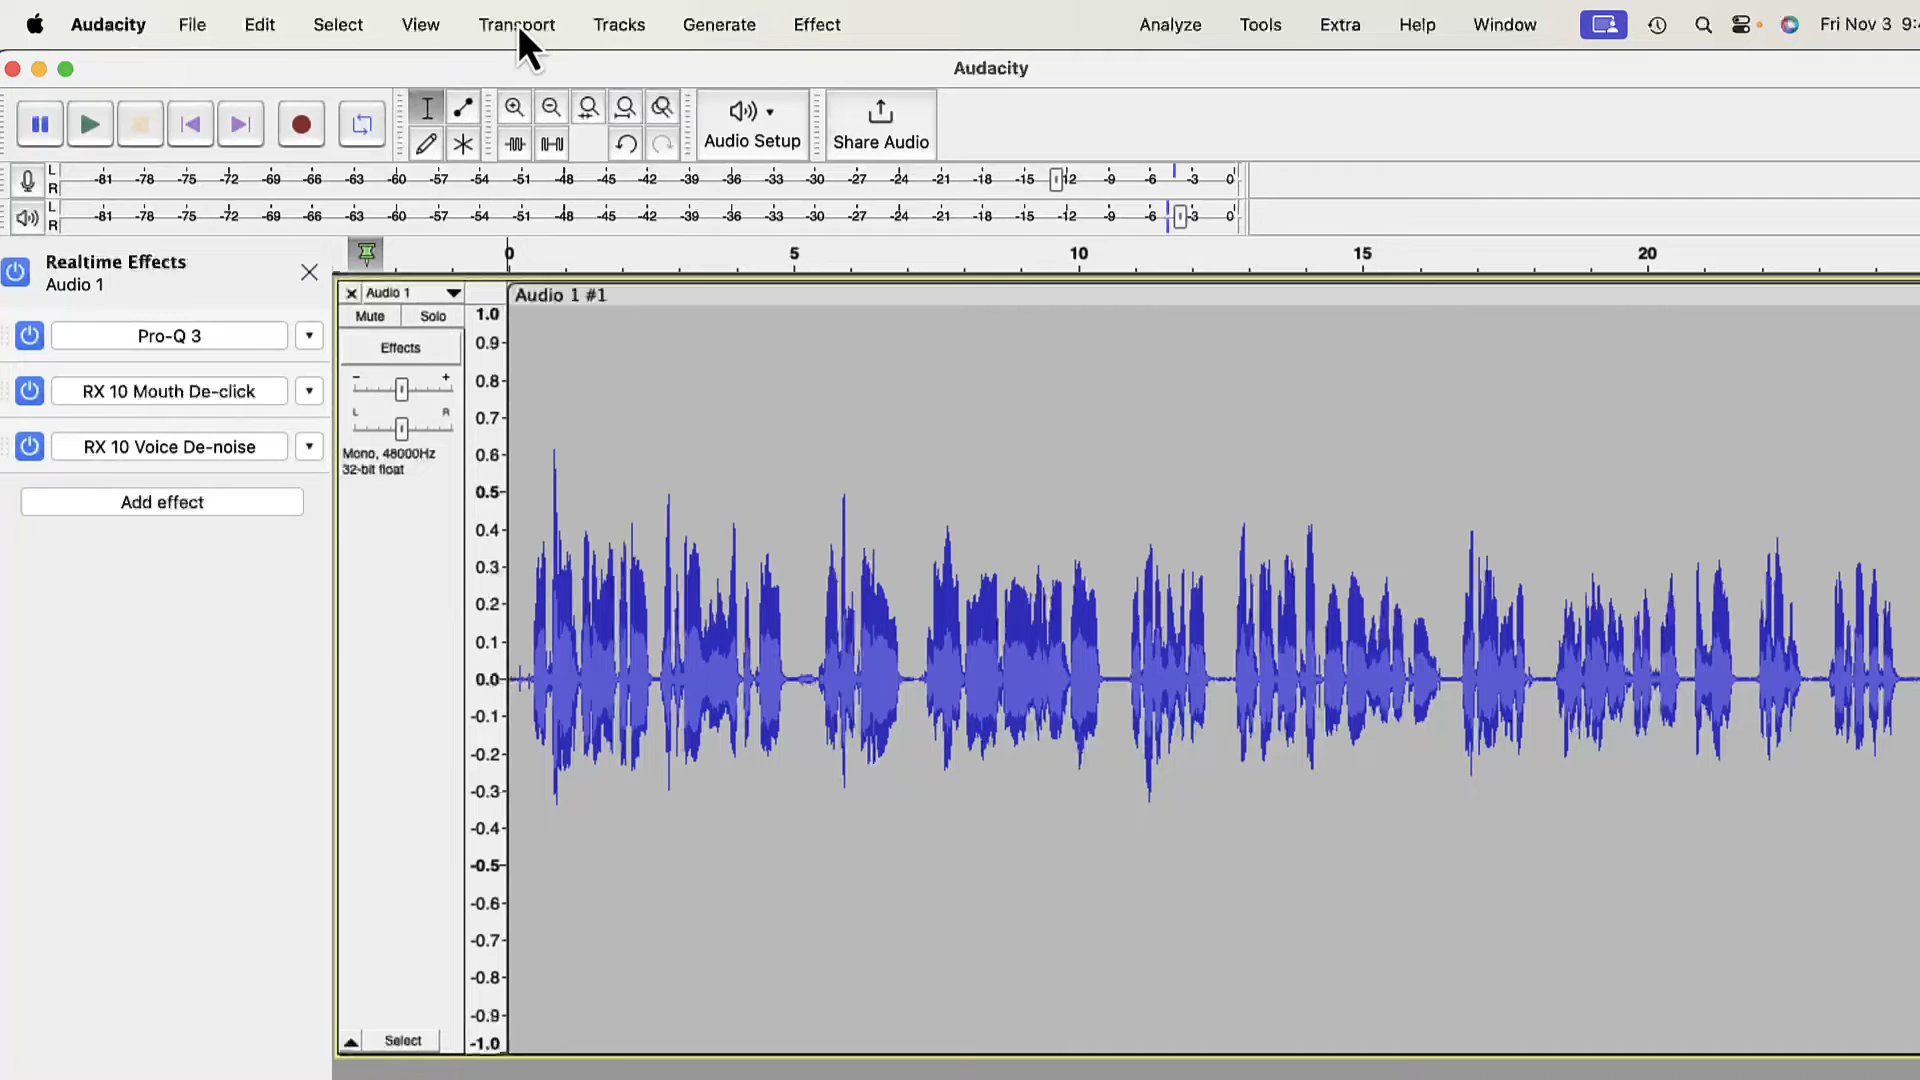 Audacity File Edit Select View Transport Tracks Generate Effect Analyze Tools Extra Help Window Fri Nov 3 9:
Audacity
Audio Setup
Share Audio
L
R
-81 -78 -75 -72 -69 -66 -63 -60 -57 -54 -51 -48 -45 -42 -39 -36 -33 -30 -27 -24 -21 -18 -15 12 -9 -6 -3 0
L
R
-81 -78 -75 -72 -69 -66 -63 -60 -57 -54 -51 -48 -45 -42 -39 -36 -33 -30 -27 -24 -21 -18 -15 -12 -9 -6 -3 0
0 5 10 15 20
Realtime Effects
Audio 1
Pro-Q 3
RX 10 Mouth De-click
RX 10 Voice De-noise
Add effect
Audio 1
Mute Solo
Effects
- +
L R
Mono, 48000Hz
32-bit float
Select
Audio 1 #1
1.0
0.9
0.8
0.7
0.6
0.5
0.4
0.3
0.2
0.1
0.0
-0.1
-0.2
-0.3
-0.4
-0.5
-0.6
-0.7
-0.8
-0.9
-1.0